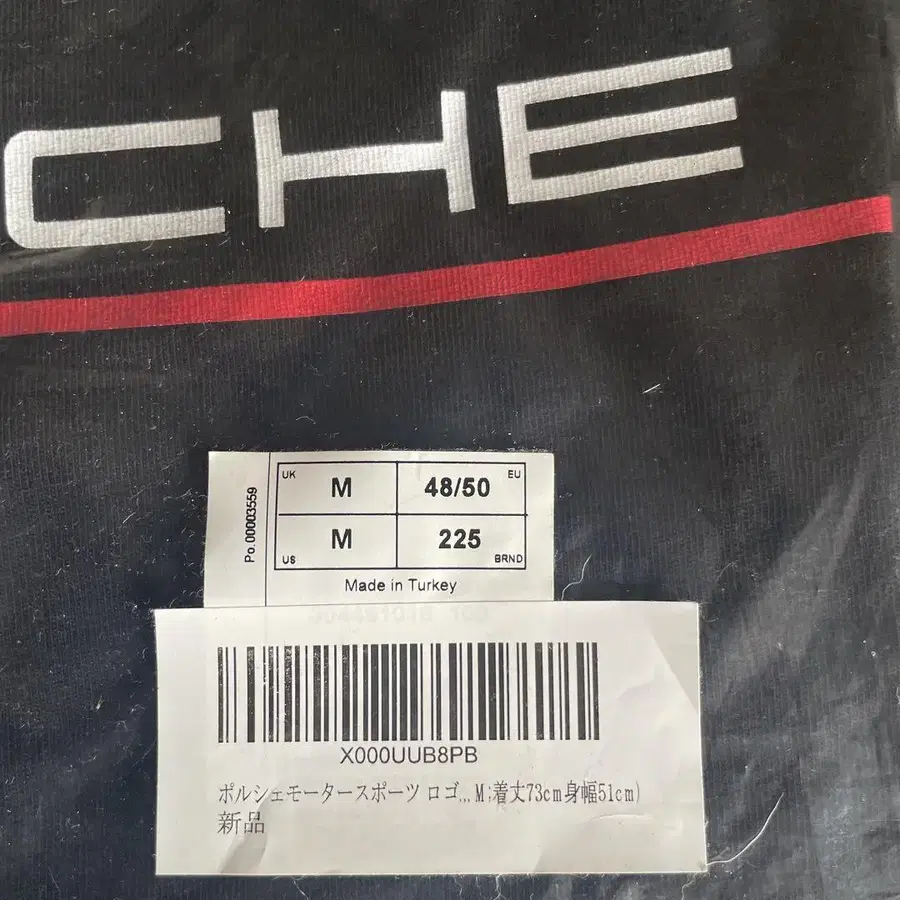 CHE
Po.00003559
UK M 48/50 EU
US M 225 BRND
Made in Turkey
X000UUB8PB
ポルシェモータースポーツ ロゴ... M;着丈73cm身幅51cm)
新品